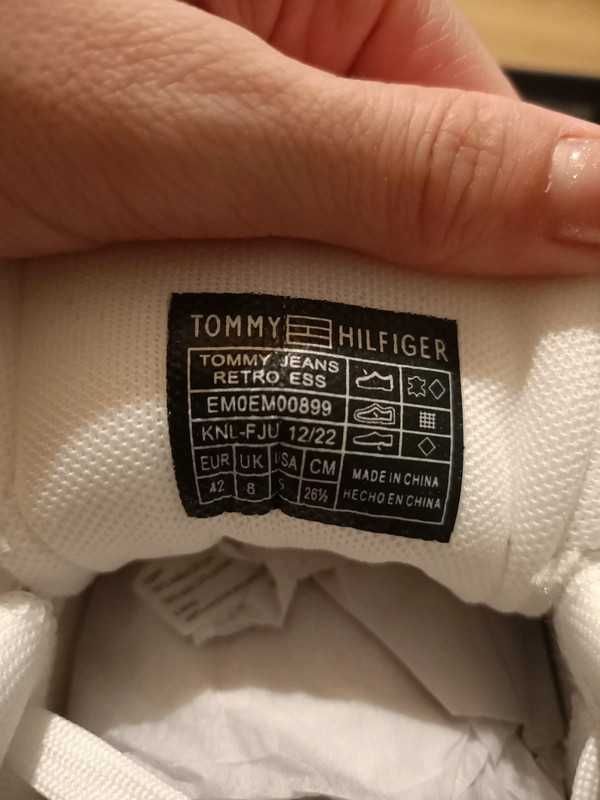 TOMMY HILFIGER
TOMMY JEANS
RETRO ESS
EM0EM00899
KNL-FJU 12/22
EUR UK CM
42 8 26½
MADE IN CHINA
HECHO EN CHINA